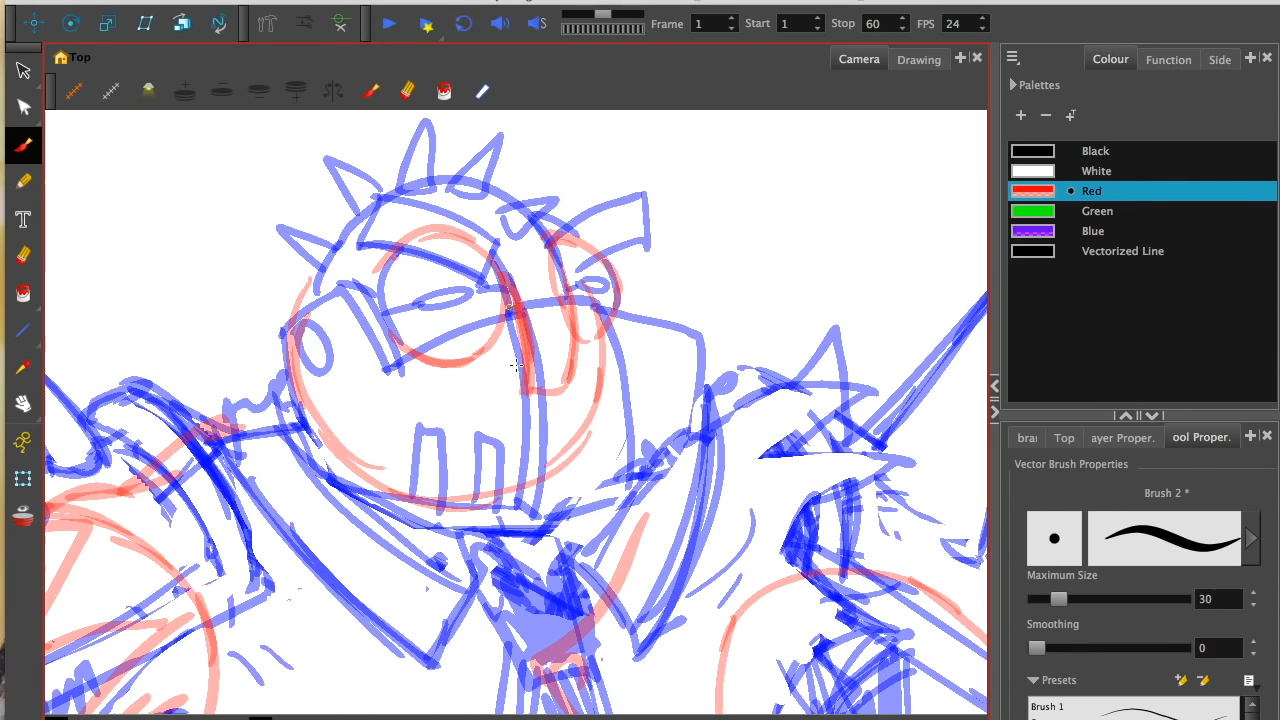 Frame 1 Start 1 Stop 60 FPS 24
Top
Camera Drawing
Colour Function Side
Palettes
Black
White
Red
Green
Blue
Vectorized Line
brai Top ayer Proper. ool Proper.
Vector Brush Properties
Brush 2 *
Maximum Size
30
Smoothing
0
Presets
Brush 1